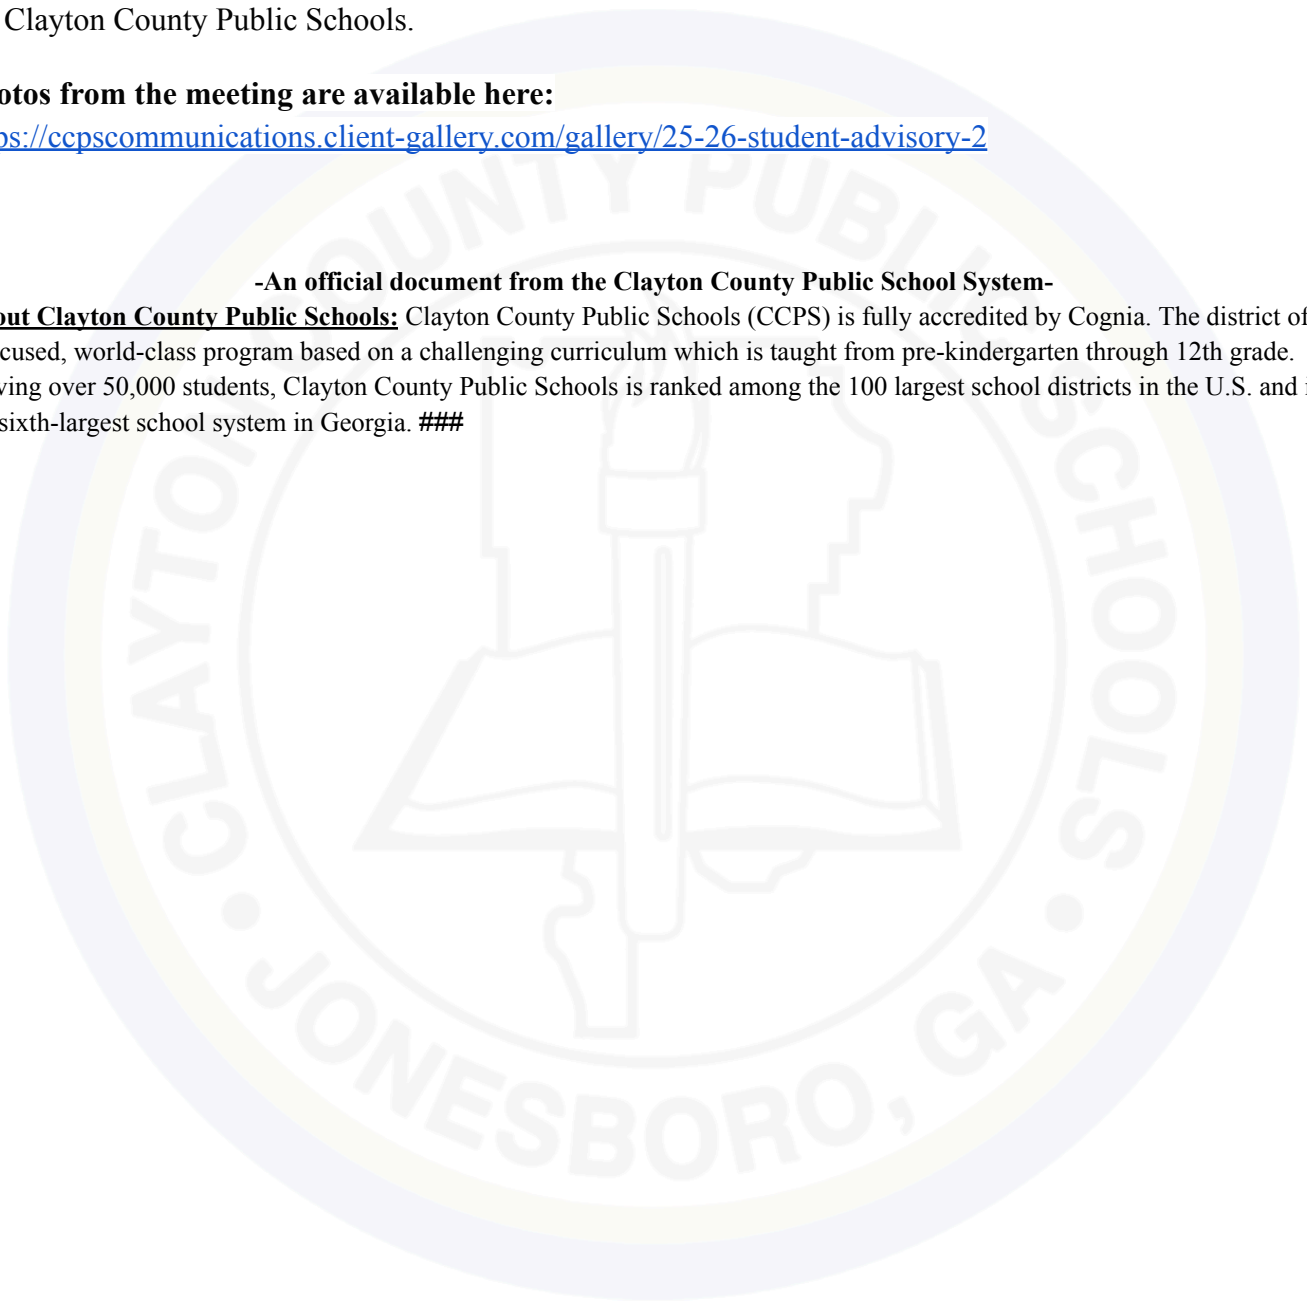 Clayton County Public Schools.
otos from the meeting are available here:
ps://ccpscommunications.client-gallery.com/gallery/25-26-student-advisory-2
-An official document from the Clayton County Public School System-
out Clayton County Public Schools: Clayton County Public Schools (CCPS) is fully accredited by Cognia. The district of
cused, world-class program based on a challenging curriculum which is taught from pre-kindergarten through 12th grade.
ving over 50,000 students, Clayton County Public Schools is ranked among the 100 largest school districts in the U.S. and i
sixth-largest school system in Georgia. ###
CLAYTON COUNTY PUBLIC SCHOOLS
• JONESBORO, GA •